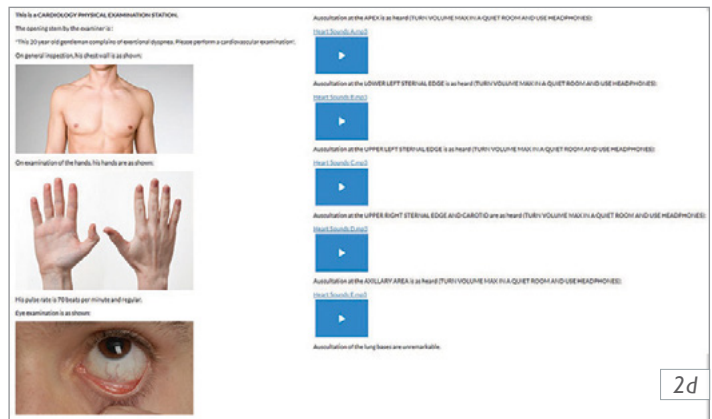 This is a CARDIOLOGY PHYSICAL EXAMINATION STATION.
The opening stem by the examiner is:
"This 20 year old gentleman complains of exertional dyspnea. Please perform a cardiovascular examination".
On general inspection, his chest wall is as shown:
On examination of the hands, his hands are as shown:
His pulse rate is 70 beats per minute and regular.
Eye examination is as shown:
Auscultation at the APEX is as heard (TURN VOLUME MAX IN A QUIET ROOM AND USE HEADPHONES):
Heart Sounds A.mp3
Auscultation at the LOWER LEFT STERNAL EDGE is as heard (TURN VOLUME MAX IN A QUIET ROOM AND USE HEADPHONES):
Heart Sounds B.mp3
Auscultation at the UPPER LEFT STERNAL EDGE is as heard (TURN VOLUME MAX IN A QUIET ROOM AND USE HEADPHONES):
Heart Sounds C.mp3
Auscultation at the UPPER RIGHT STERNAL EDGE AND CAROTID are as heard (TURN VOLUME MAX IN A QUIET ROOM AND USE HEADPHONES):
Heart Sounds D.mp3
Auscultation at the AXILLARY AREA is as heard (TURN VOLUME MAX IN A QUIET ROOM AND USE HEADPHONES):
Heart Sounds E.mp3
Auscultation of the lung bases are unremarkable.
2d